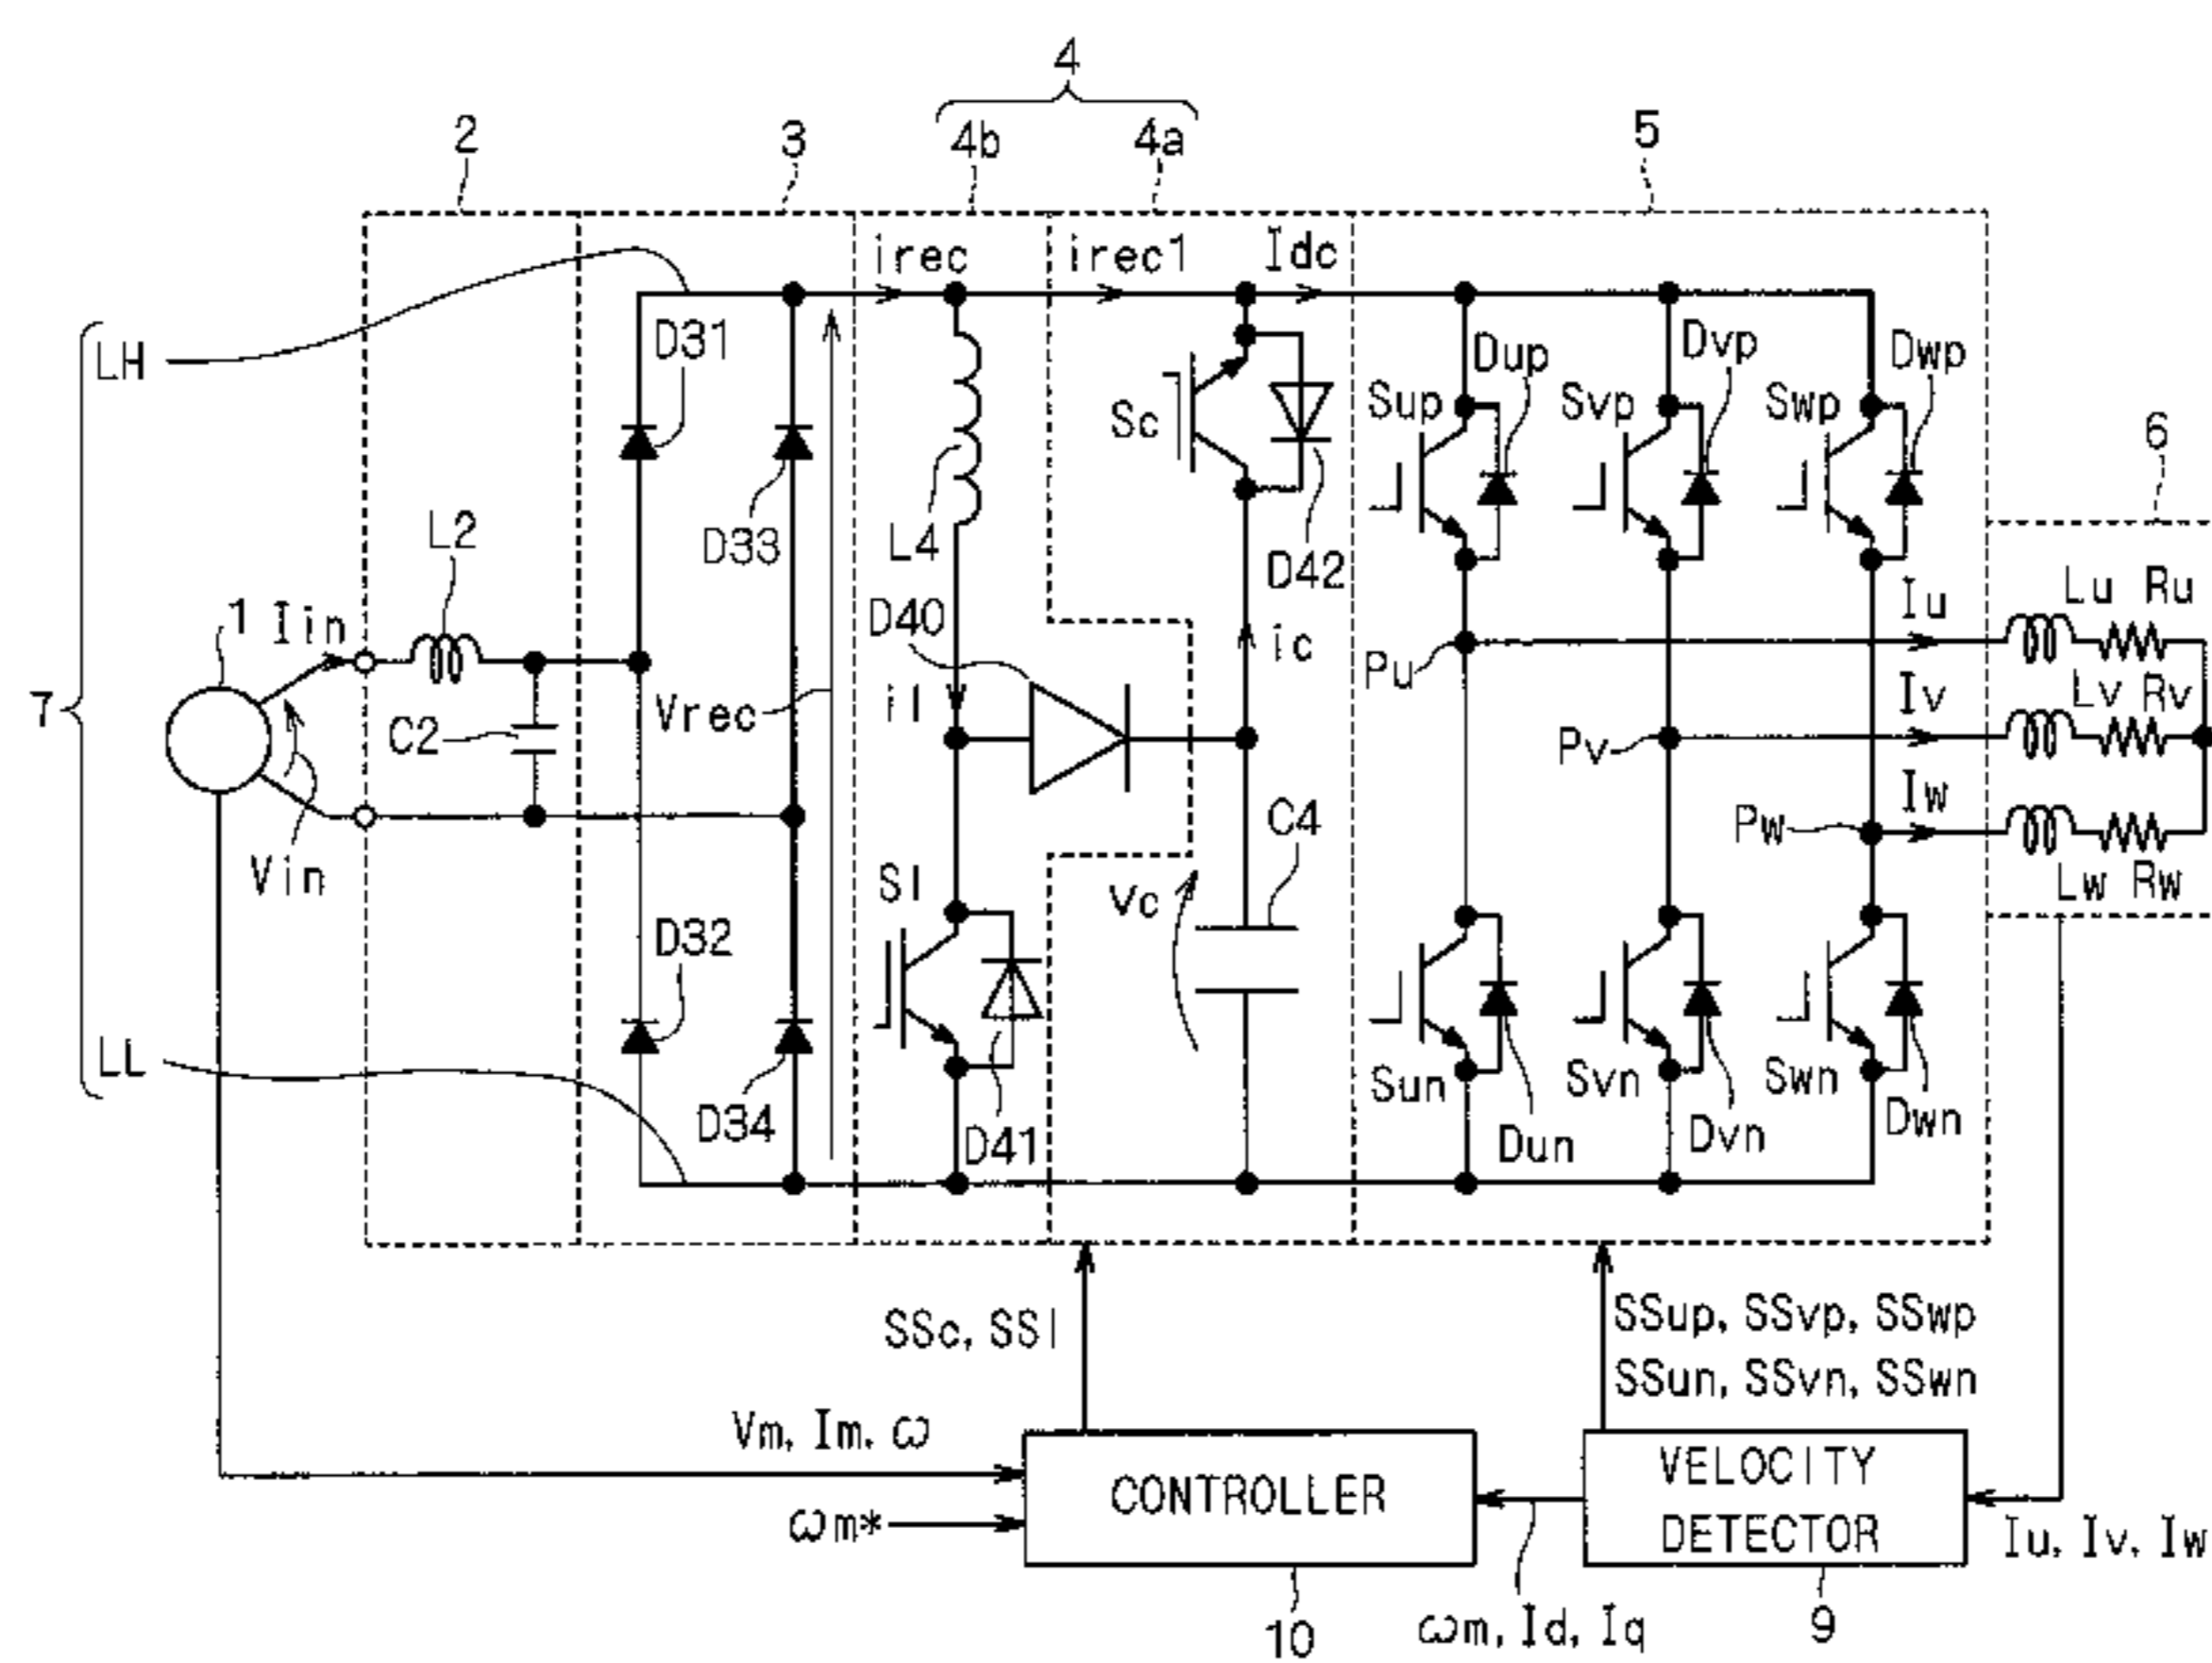 4
2
3
4b
4a
5
irec
irec1
Idc
LH
D31
Dup
Dvp
Dwp
Sup
Svp
Swp
Sc
6
L2
D33
L4
D42
1
Iin
D40
ic
Iu
Lu
Ru
Pu
7
C2
Vrec
il
Iv
Lv
Rv
Pv
Vin
Iw
Pw
C4
Lw
Rw
Sl
vc
D32
LL
D34
D41
Sun
Svn
Swn
Dun
Dvn
Dwn
SSc, SSl
SSup, SSvp, SSwp
SSun, SSvn, SSwn
Vm, Im, ω
ωm*
CONTROLLER
VELOCITY
DETECTOR
Iu, Iv, Iw
10
ωm, Id, Iq
9